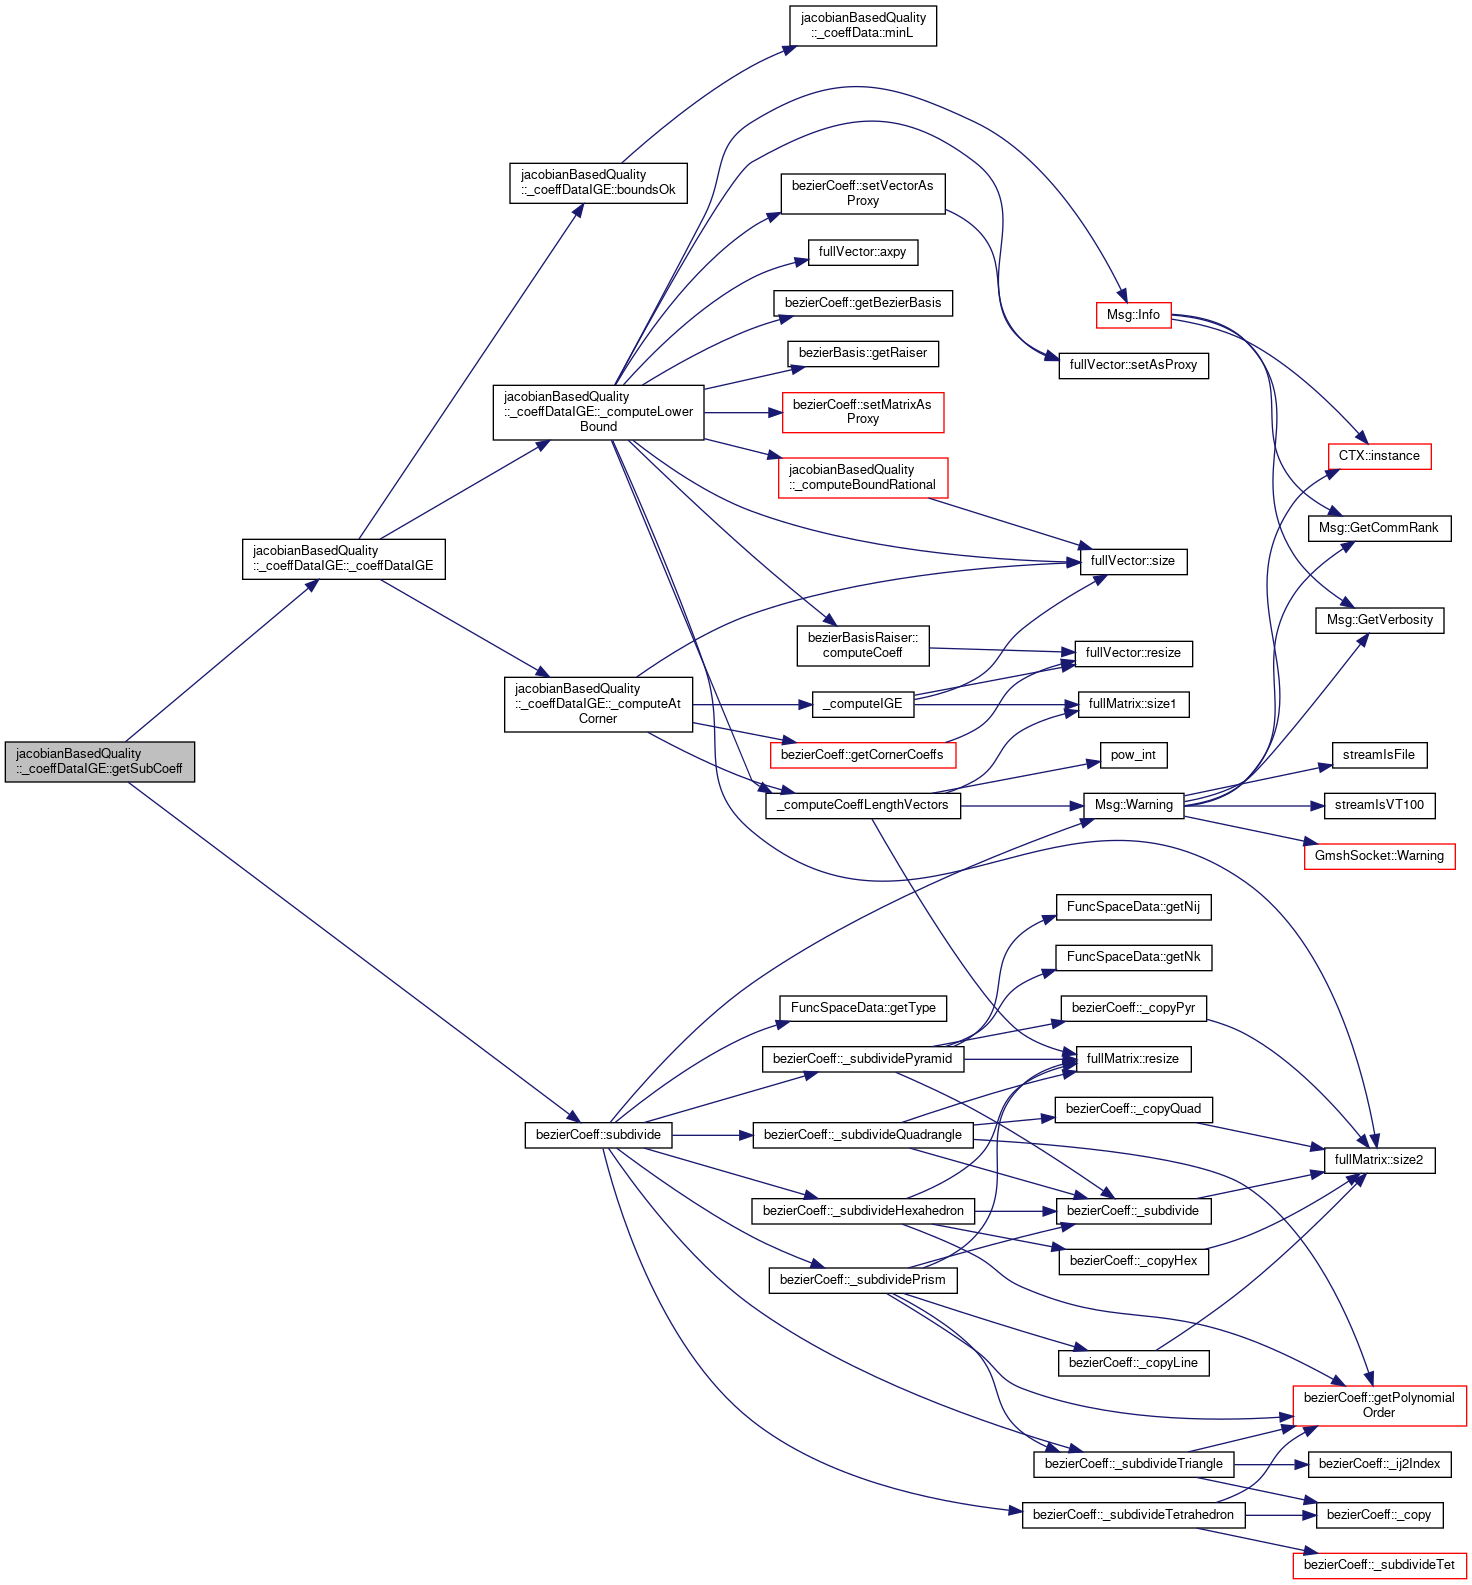 jacobianBasedQuality
::_coeffData::minL
jacobianBasedQuality
::_coeffDataIGE::boundsOk
bezierCoeff::setVectorAs
Proxy
fullVector::axpy
bezierCoeff::getBezierBasis
Msg::Info
bezierBasis::getRaiser
fullVector::setAsProxy
jacobianBasedQuality
::_coeffDataIGE::_computeLower
Bound
bezierCoeff::setMatrixAs
Proxy
CTX::instance
jacobianBasedQuality
::_computeBoundRational
Msg::GetCommRank
jacobianBasedQuality
::_coeffDataIGE::_coeffDataIGE
fullVector::size
Msg::GetVerbosity
bezierBasisRaiser::
computeCoeff
fullVector::resize
jacobianBasedQuality
::_coeffDataIGE::_computeAt
Corner
_computeIGE
fullMatrix::size1
jacobianBasedQuality
::_coeffDataIGE::getSubCoeff
bezierCoeff::getCornerCoeffs
pow_int
streamIsFile
_computeCoeffLengthVectors
Msg::Warning
streamIsVT100
GmshSocket::Warning
FuncSpaceData::getNij
FuncSpaceData::getNk
FuncSpaceData::getType
bezierCoeff::_copyPyr
bezierCoeff::_subdividePyramid
fullMatrix::resize
bezierCoeff::_copyQuad
bezierCoeff::subdivide
bezierCoeff::_subdivideQuadrangle
fullMatrix::size2
bezierCoeff::_subdivideHexahedron
bezierCoeff::_subdivide
bezierCoeff::_copyHex
bezierCoeff::_subdividePrism
bezierCoeff::_copyLine
bezierCoeff::getPolynomial
Order
bezierCoeff::_subdivideTriangle
bezierCoeff::_ij2Index
bezierCoeff::_subdivideTetrahedron
bezierCoeff::_copy
bezierCoeff::_subdivideTet